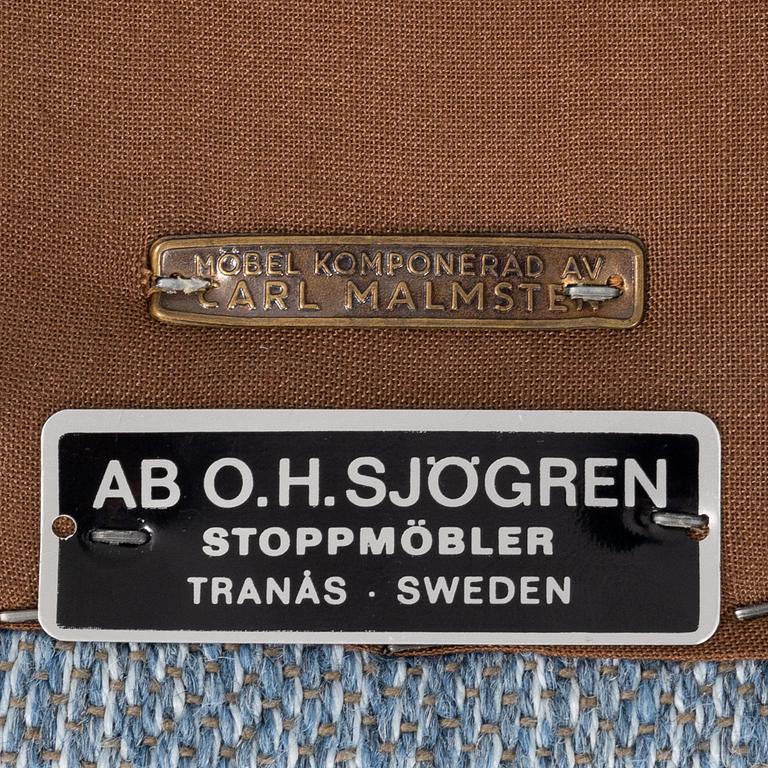 MÖBEL KOMPONERAD AV
CARL MALMSTEN
AB O.H. SJÖGREN
STOPPMÖBLER
TRANÅS · SWEDEN